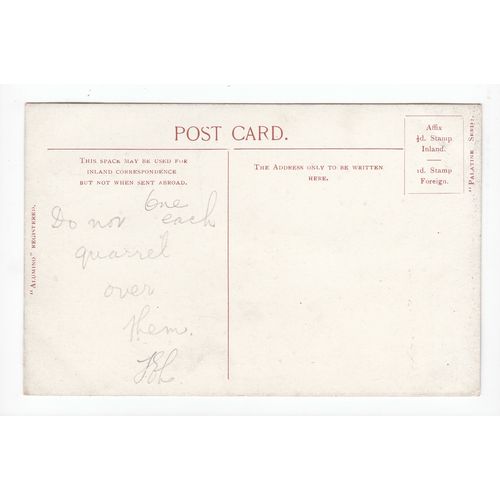 POST CARD.
THIS SPACK MAY BE USED FOR
INLAND CORRESPONDENCE
BUT NOT WHEN SENT ABROAD.
THE ADDRESS ONLY TO BE WRITTEN
HERE.
Affix
½d. Stamp
Inland.
1d. Stamp
Foreign.
"PALATINE SERIES."
"ALUMINO" REGISTERED.
One
Do not each
quarrel
over
them.